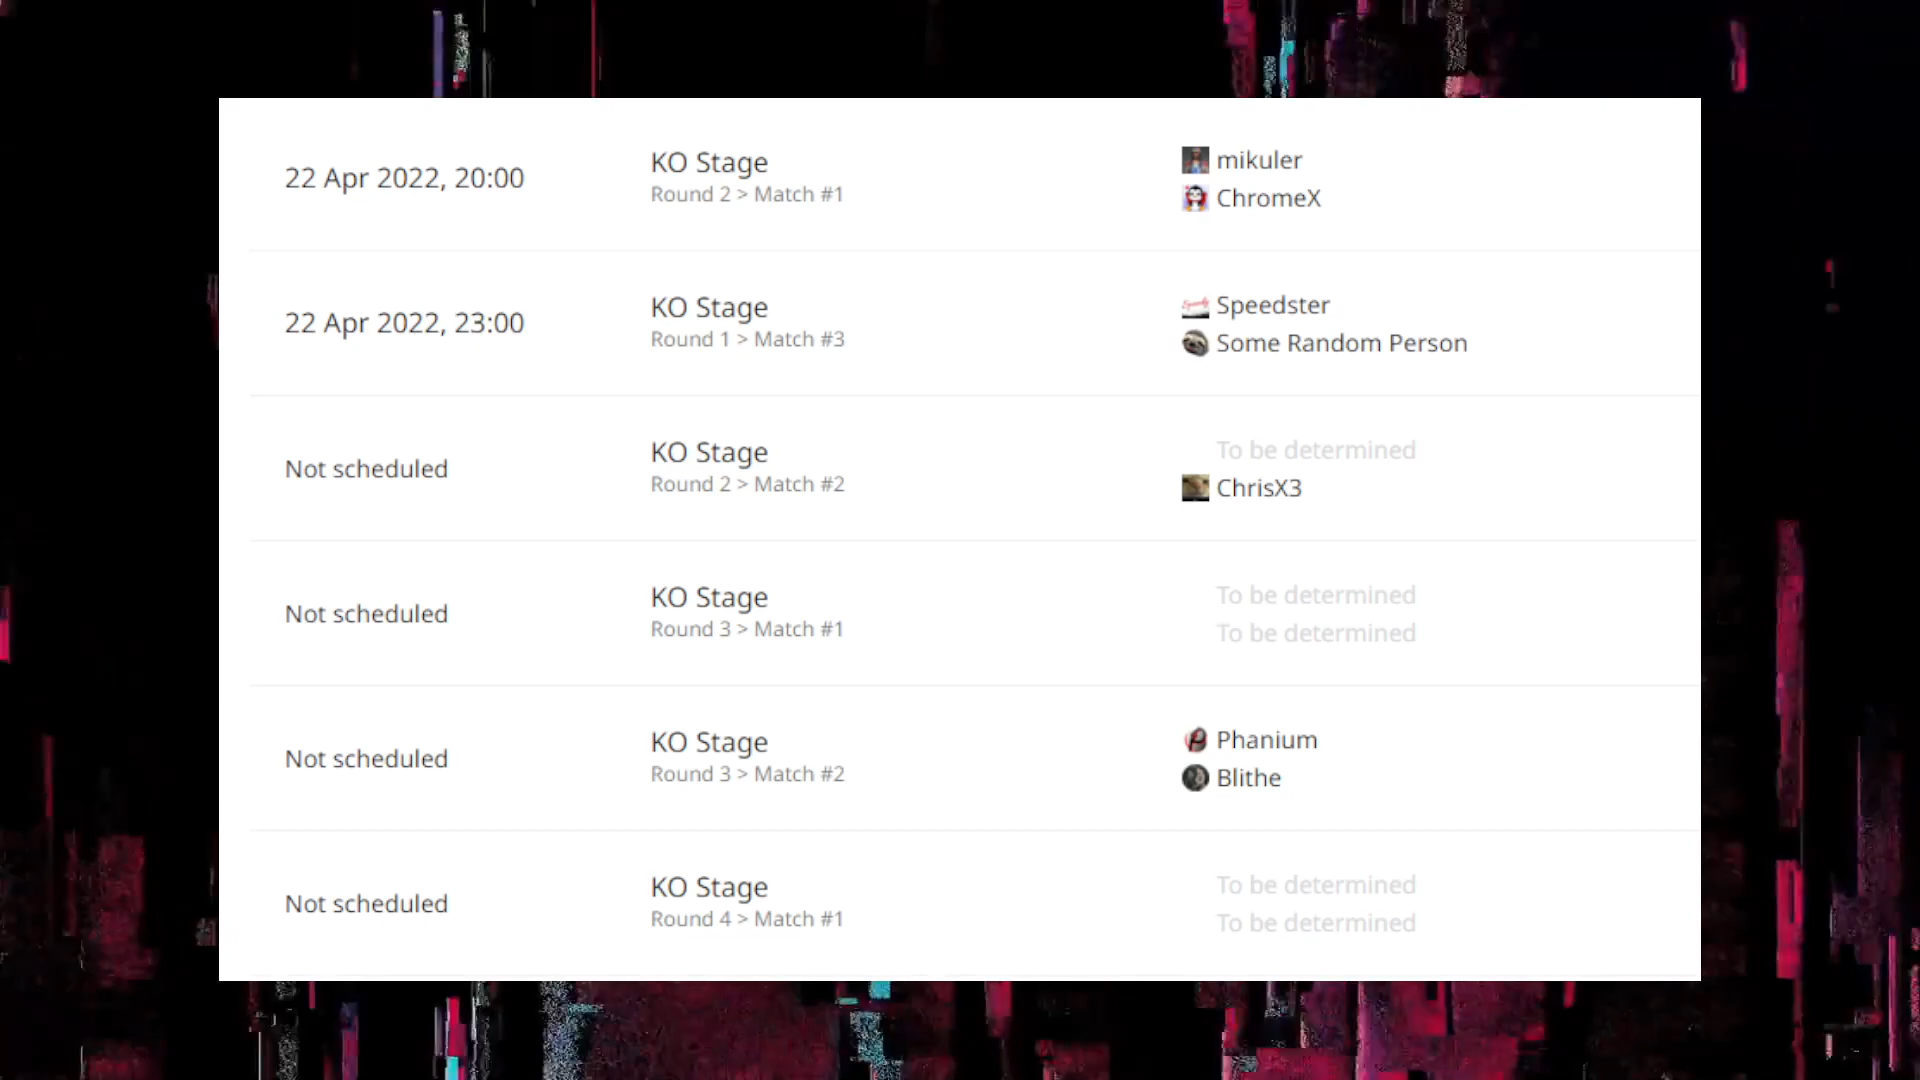 22 Apr 2022, 20:00
KO Stage
Round 2 > Match #1
mikuler
ChromeX
22 Apr 2022, 23:00
KO Stage
Round 1 > Match #3
Speedster
Some Random Person
Not scheduled
KO Stage
Round 2 > Match #2
To be determined
ChrisX3
Not scheduled
KO Stage
Round 3 > Match #1
To be determined
To be determined
Not scheduled
KO Stage
Round 3 > Match #2
Phanium
Blithe
Not scheduled
KO Stage
Round 4 > Match #1
To be determined
To be determined